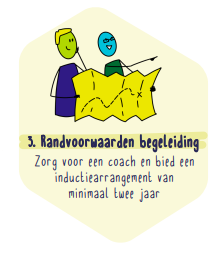 3. Randvoorwaarden begeleiding
Zorg voor een coach en bied een
inductiearrangement van
minimaal twee jaar